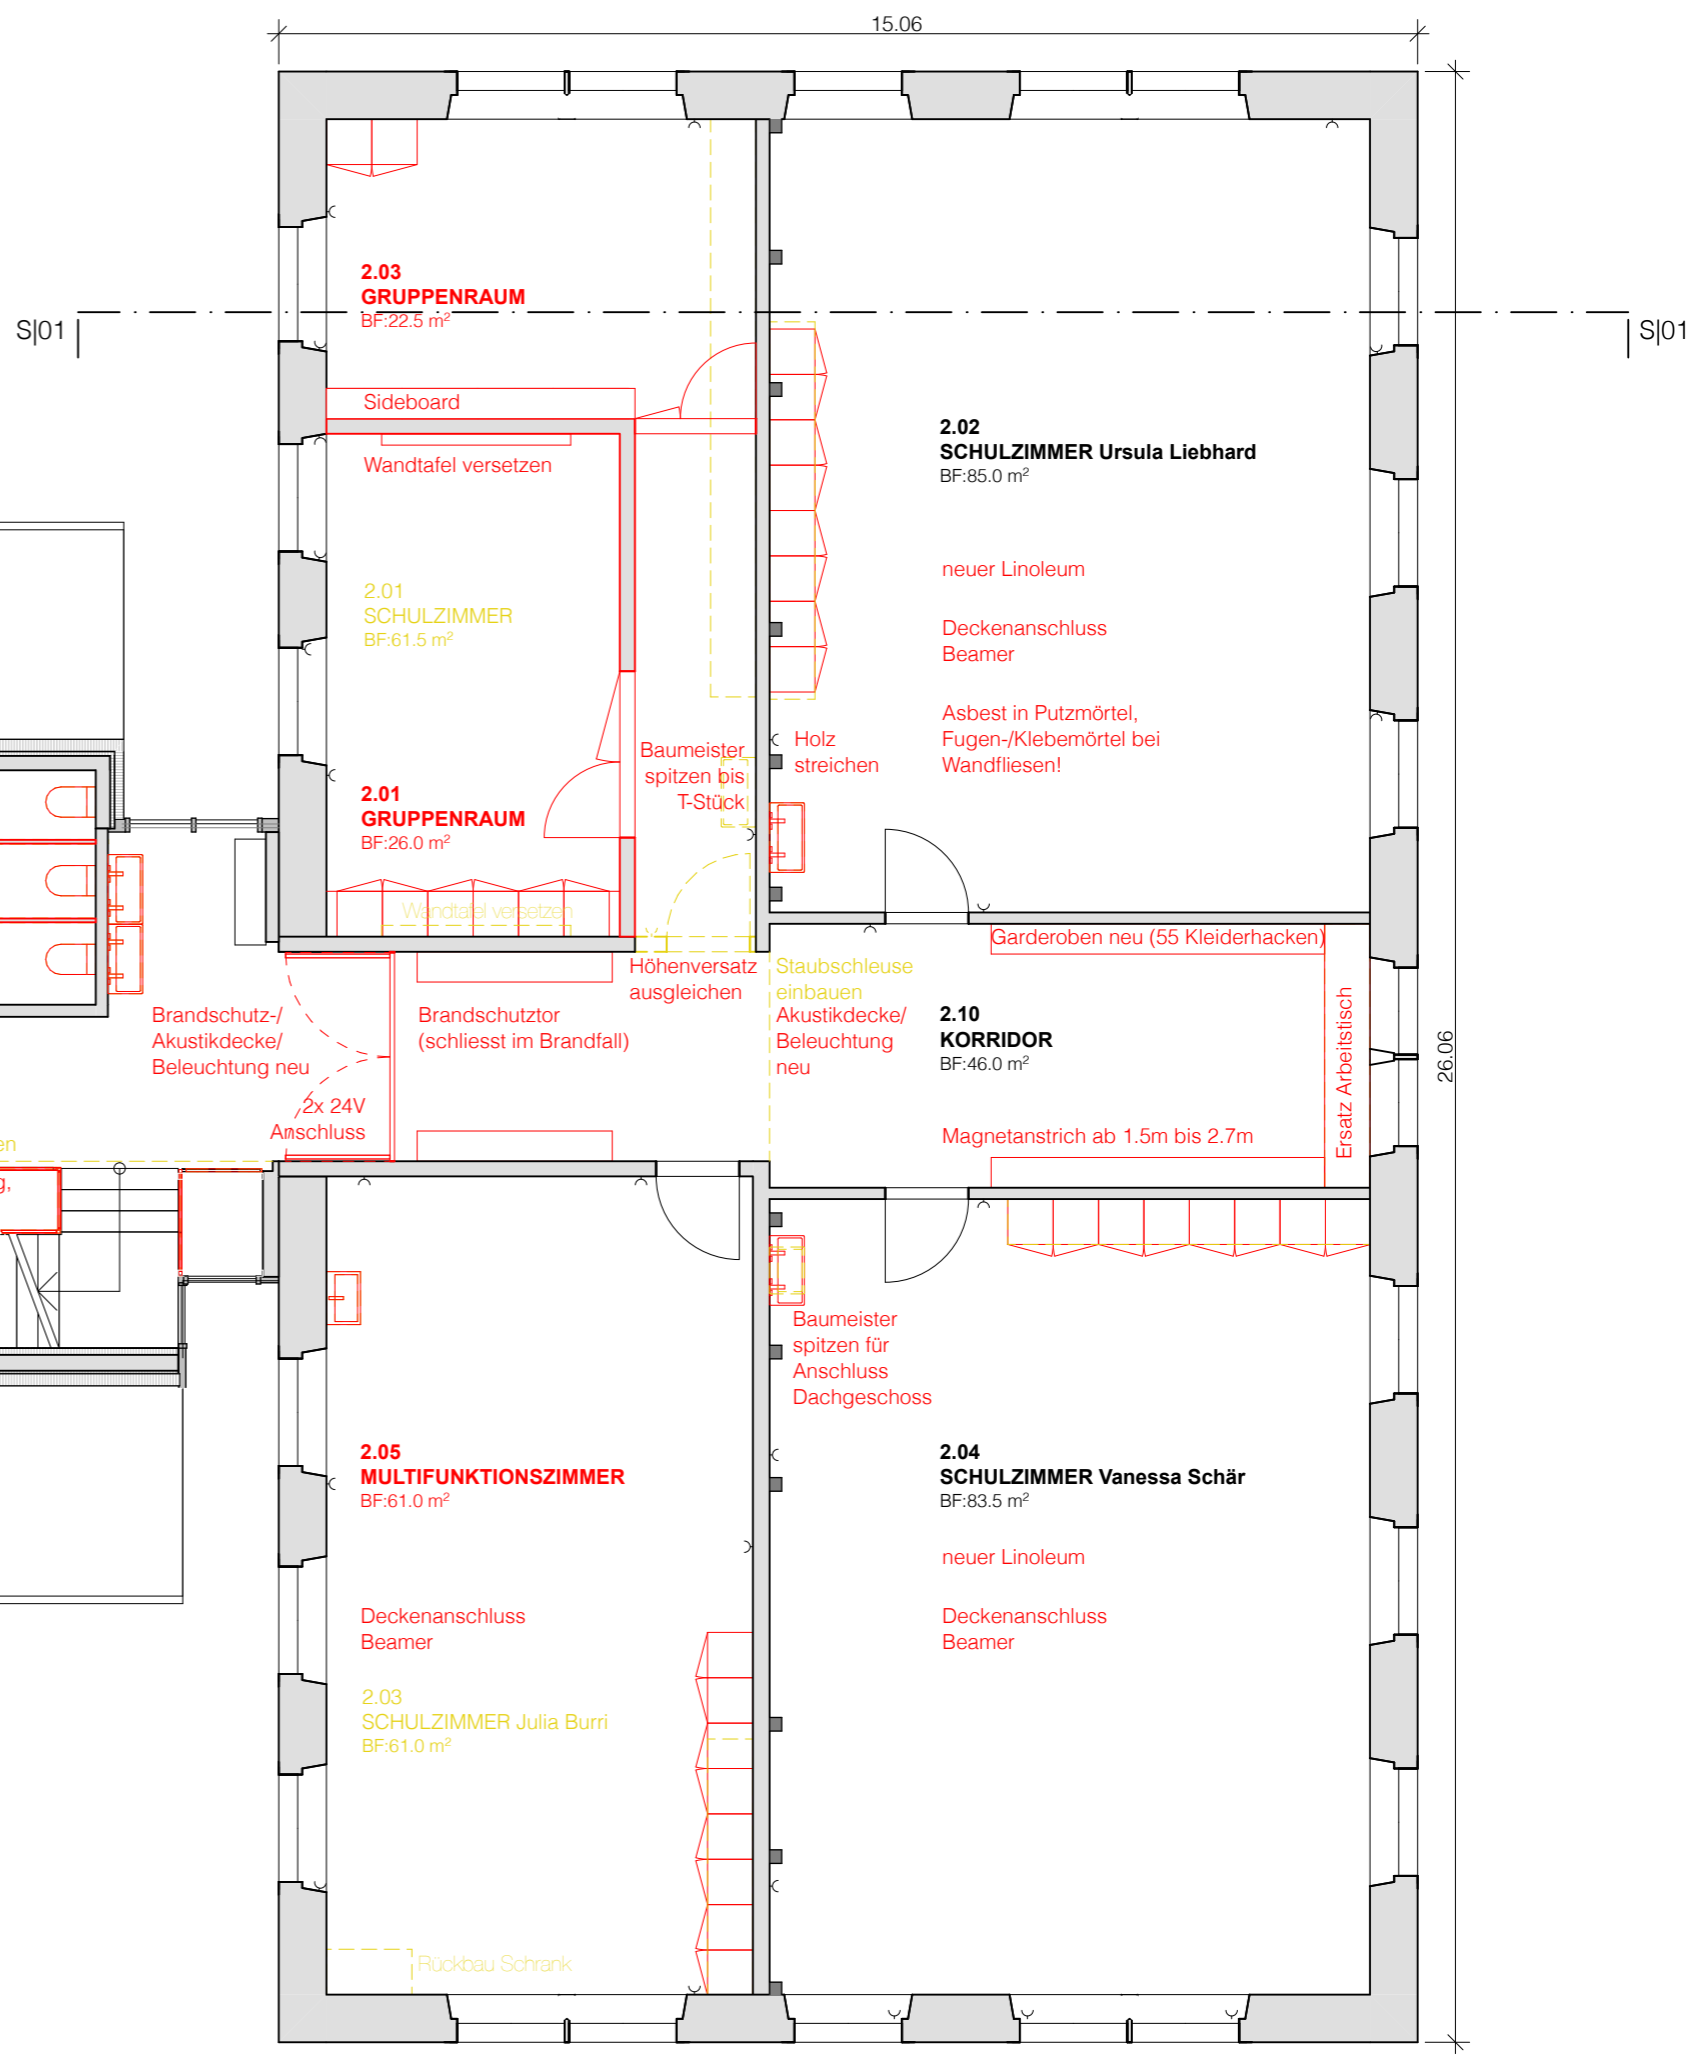 15.06
2.03
GRUPPENRAUM
BF:22.5 m²
S|01
S|01
Sideboard
Wandtafel versetzen
2.02
SCHULZIMMER Ursula Liebhard
BF:85.0 m²
neuer Linoleum
Deckenanschluss
Beamer
Asbest in Putzmörtel,
Fugen-/Klebemörtel bei
Wandfliesen!
2.01
SCHULZIMMER
BF:61.5 m²
Baumeister
spitzen bis
T-Stück
Holz
streichen
2.01
GRUPPENRAUM
BF:26.0 m²
Wandtafel versetzen
Garderoben neu (55 Kleiderhacken)
Höhenversatz
ausgleichen
Staubschleuse
einbauen
Akustikdecke/
Beleuchtung
neu
Brandschutz-/
Akustikdecke/
Beleuchtung neu
Brandschutztor
(schliesst im Brandfall)
2.10
KORRIDOR
BF:46.0 m²
Ersatz Arbeitstisch
26.06
2x 24V
Anschluss
Magnetanstrich ab 1.5m bis 2.7m
en
g,
Baumeister
spitzen für
Anschluss
Dachgeschoss
2.05
MULTIFUNKTIONSZIMMER
BF:61.0 m²
2.04
SCHULZIMMER Vanessa Schär
BF:83.5 m²
neuer Linoleum
Deckenanschluss
Beamer
Deckenanschluss
Beamer
2.03
SCHULZIMMER Julia Burri
BF:61.0 m²
Rückbau Schrank